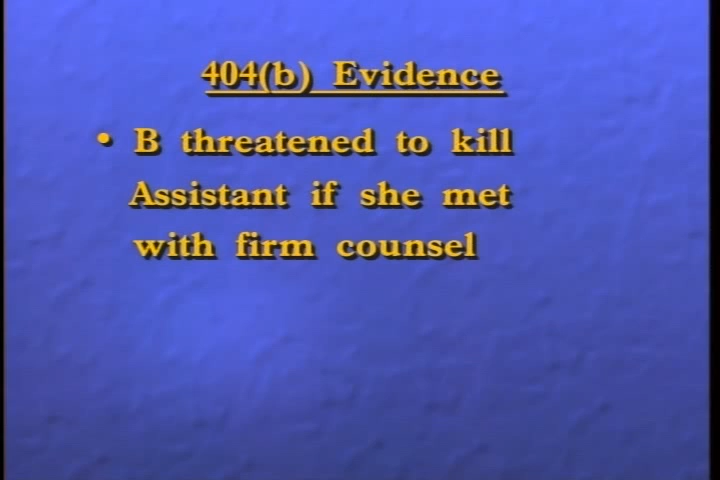 404(b) Evidence
• B threatened to kill
Assistant if she met
with firm counsel